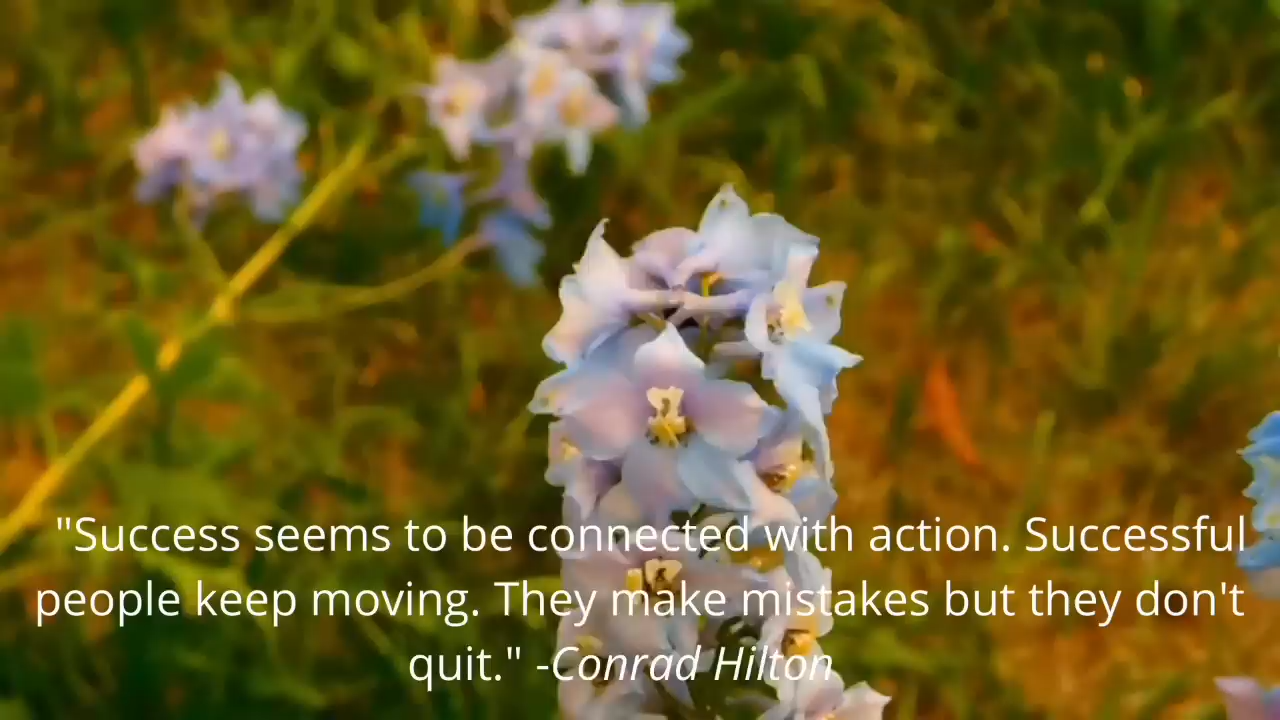 "Success seems to be connected with action. Successful
people keep moving. They make mistakes but they don't
quit." -Conrad Hilton